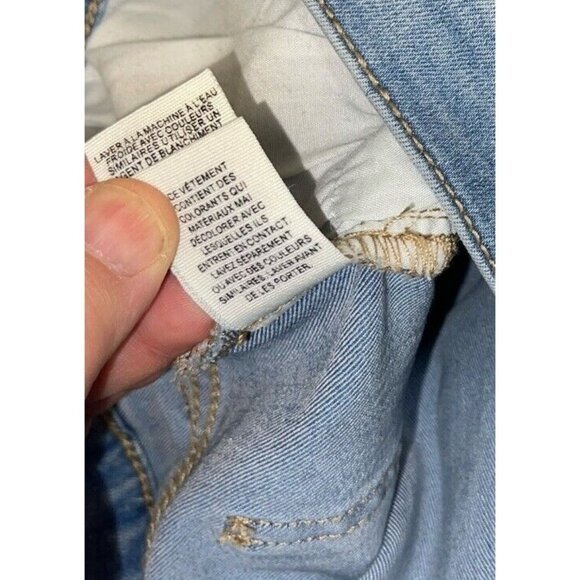 LAVER À LA MACHINE À L'EAU
FROIDE AVEC COULEURS
SIMILAIRES UTILISER UN
AGENT DE BLANCHIMENT
CE VÊTEMENT
CONTIENT DES
COLORANTS QUI
MATERIAUX MAI
DÉCOLORER AVEC
LESQUELLES ILS
ENTRENT EN CONTACT.
LAVEZ SÉPAREMENT
OU AVEC DES COULEURS
SIMILAIRES, LAVER AVANT
DE LES PORTER.